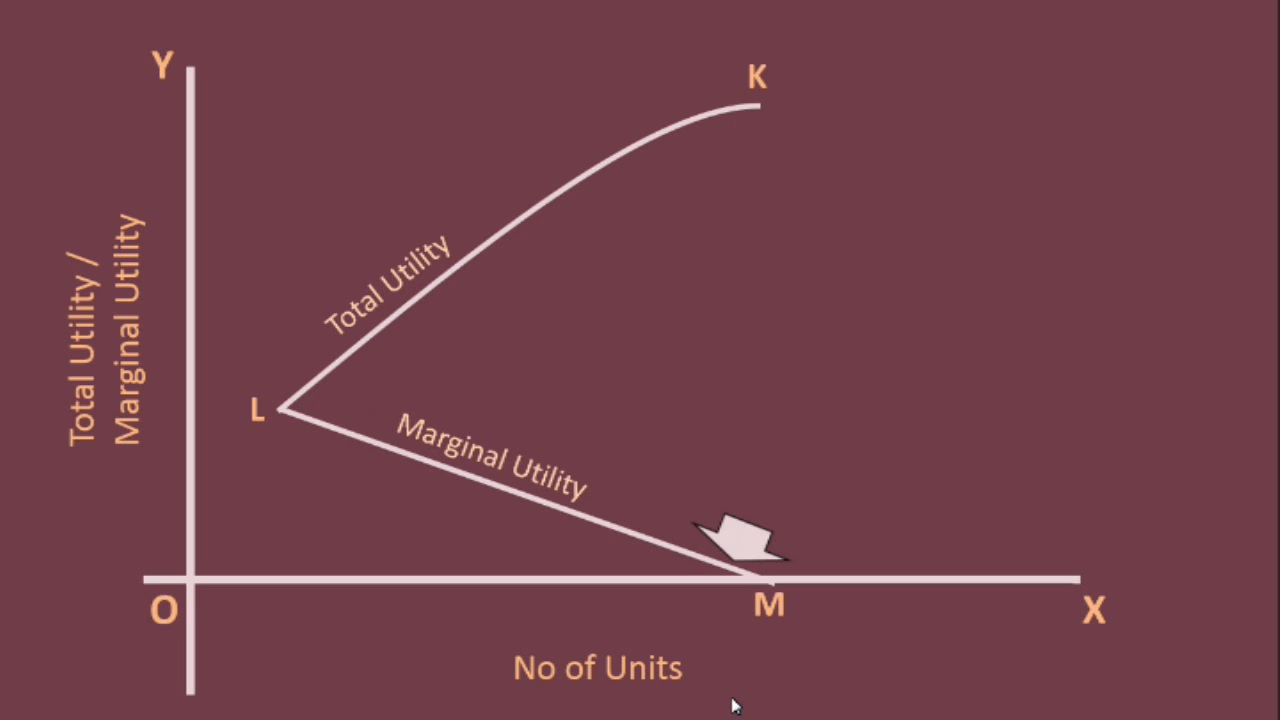 Y
K
Total Utility /
Marginal Utility
Total Utility
L
Marginal Utility
O
M
X
No of Units